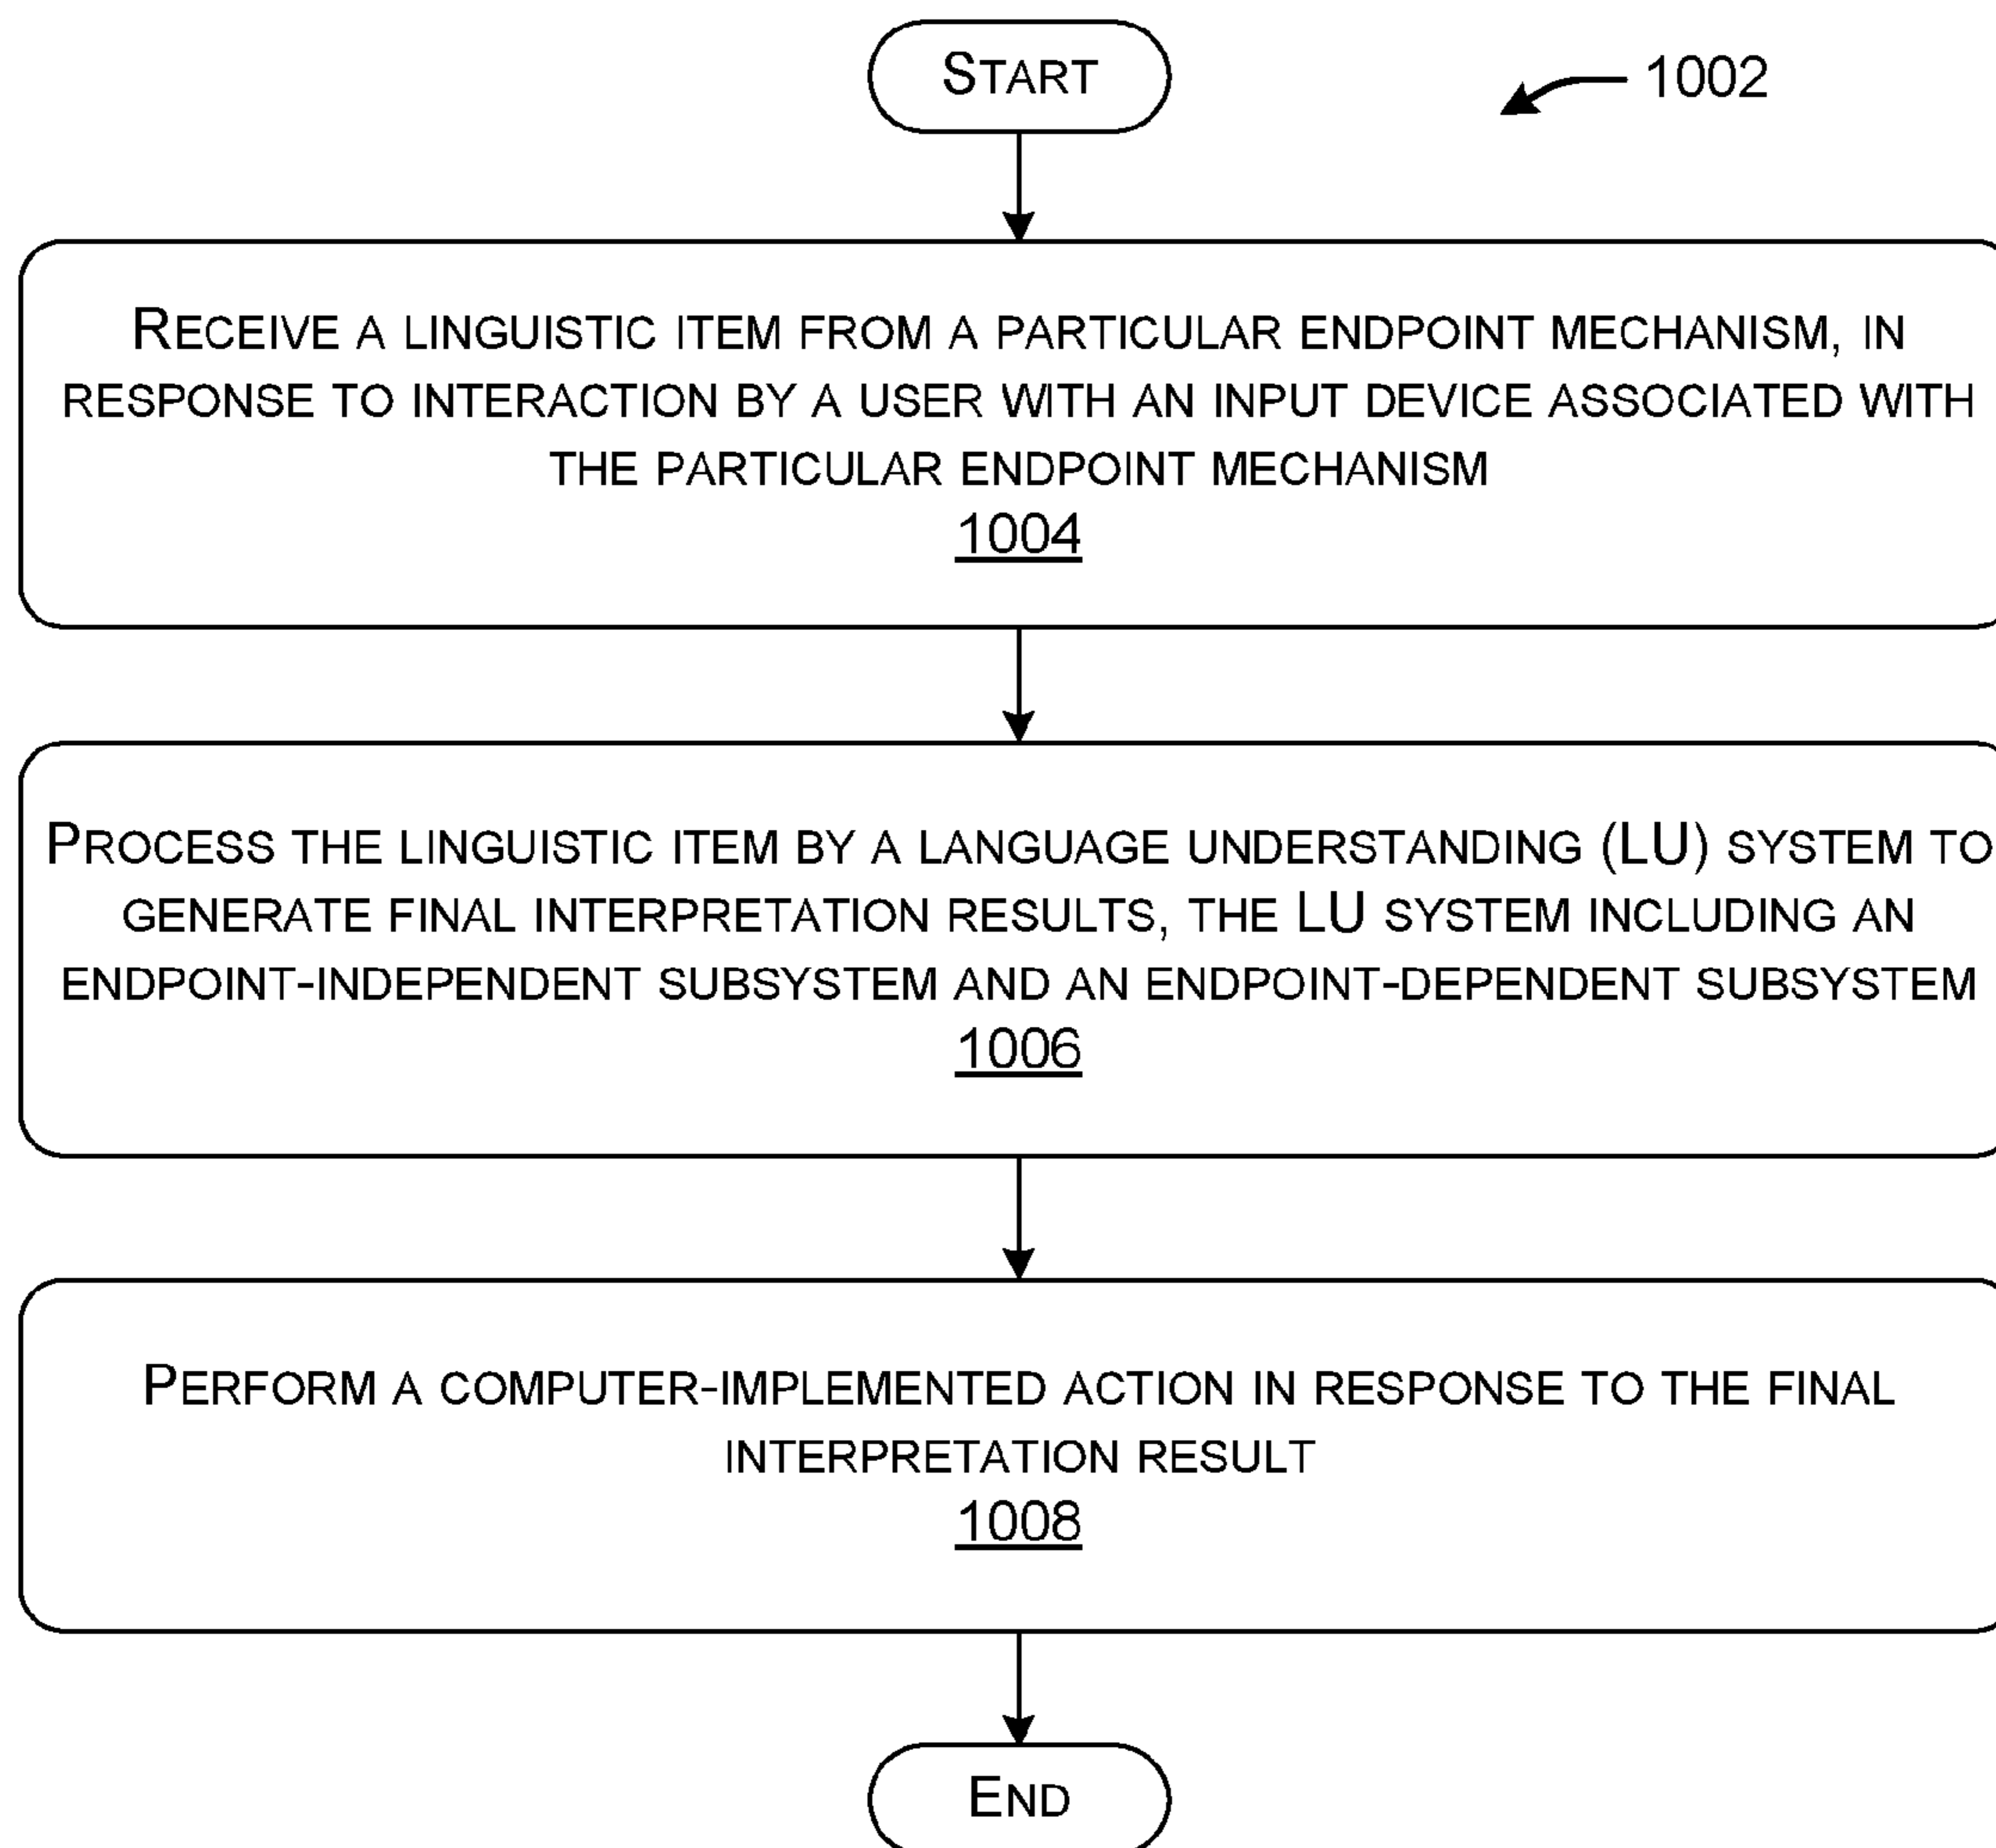 START
1002
RECEIVE A LINGUISTIC ITEM FROM A PARTICULAR ENDPOINT MECHANISM, IN
RESPONSE TO INTERACTION BY A USER WITH AN INPUT DEVICE ASSOCIATED WITH
THE PARTICULAR ENDPOINT MECHANISM
1004
PROCESS THE LINGUISTIC ITEM BY A LANGUAGE UNDERSTANDING (LU) SYSTEM TO
GENERATE FINAL INTERPRETATION RESULTS, THE LU SYSTEM INCLUDING AN
ENDPOINT-INDEPENDENT SUBSYSTEM AND AN ENDPOINT-DEPENDENT SUBSYSTEM
1006
PERFORM A COMPUTER-IMPLEMENTED ACTION IN RESPONSE TO THE FINAL
INTERPRETATION RESULT
1008
END